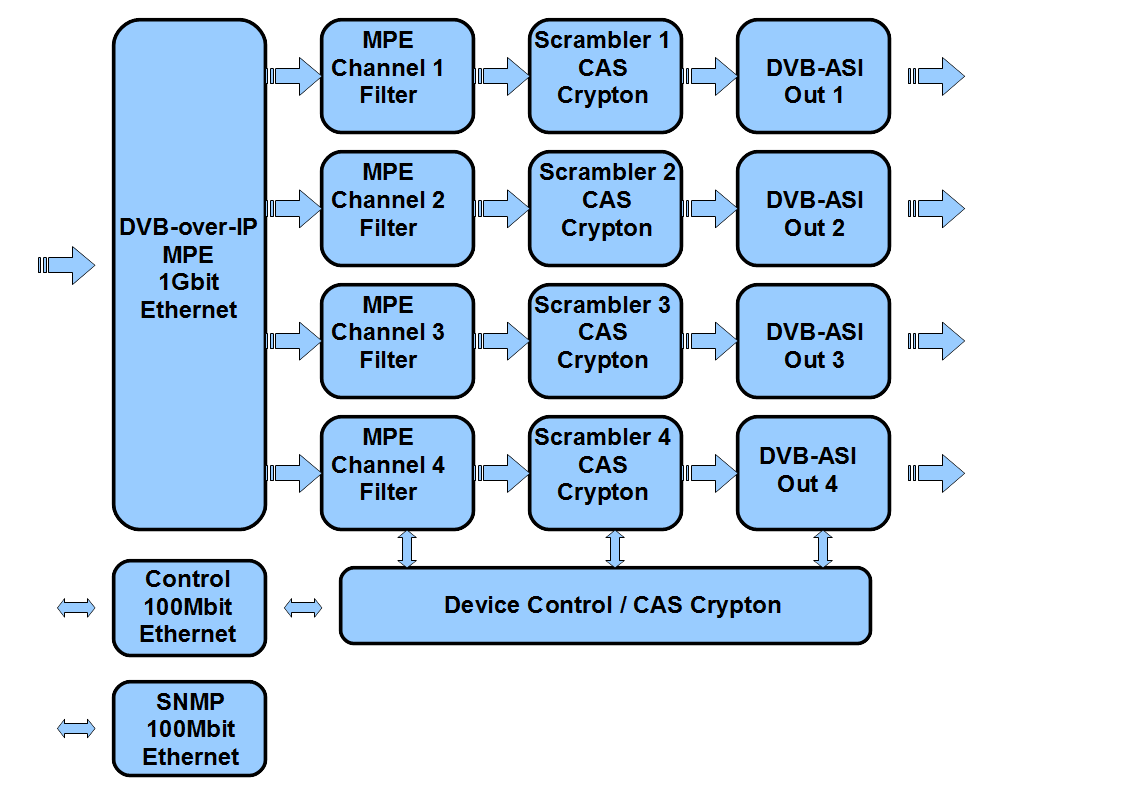 DVB-over-IP
MPE
1Gbit
Ethernet
MPE
Channel 1
Filter
Scrambler 1
CAS
Crypton
DVB-ASI
Out 1
MPE
Channel 2
Filter
Scrambler 2
CAS
Crypton
DVB-ASI
Out 2
MPE
Channel 3
Filter
Scrambler 3
CAS
Crypton
DVB-ASI
Out 3
MPE
Channel 4
Filter
Scrambler 4
CAS
Crypton
DVB-ASI
Out 4
Control
100Mbit
Ethernet
Device Control / CAS Crypton
SNMP
100Mbit
Ethernet